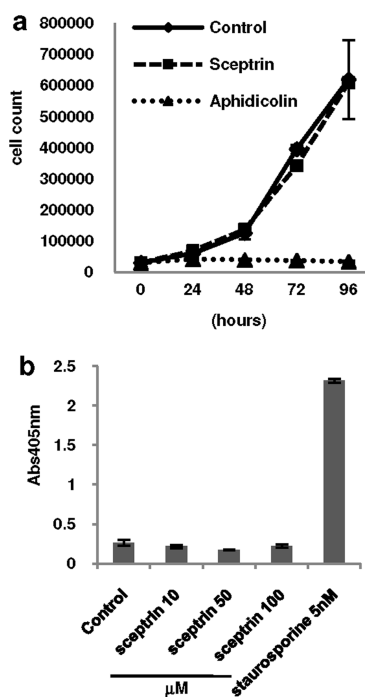 a
800000
700000
600000
500000
400000
300000
200000
100000
0
cell count
Control
Sceptrin
Aphidicolin
0 24 48 72 96
(hours)
b
2.5
2
1.5
1
0.5
0
Abs405nm
Control
sceptrin 10
sceptrin 50
sceptrin 100
staurosporine 5nM
μM